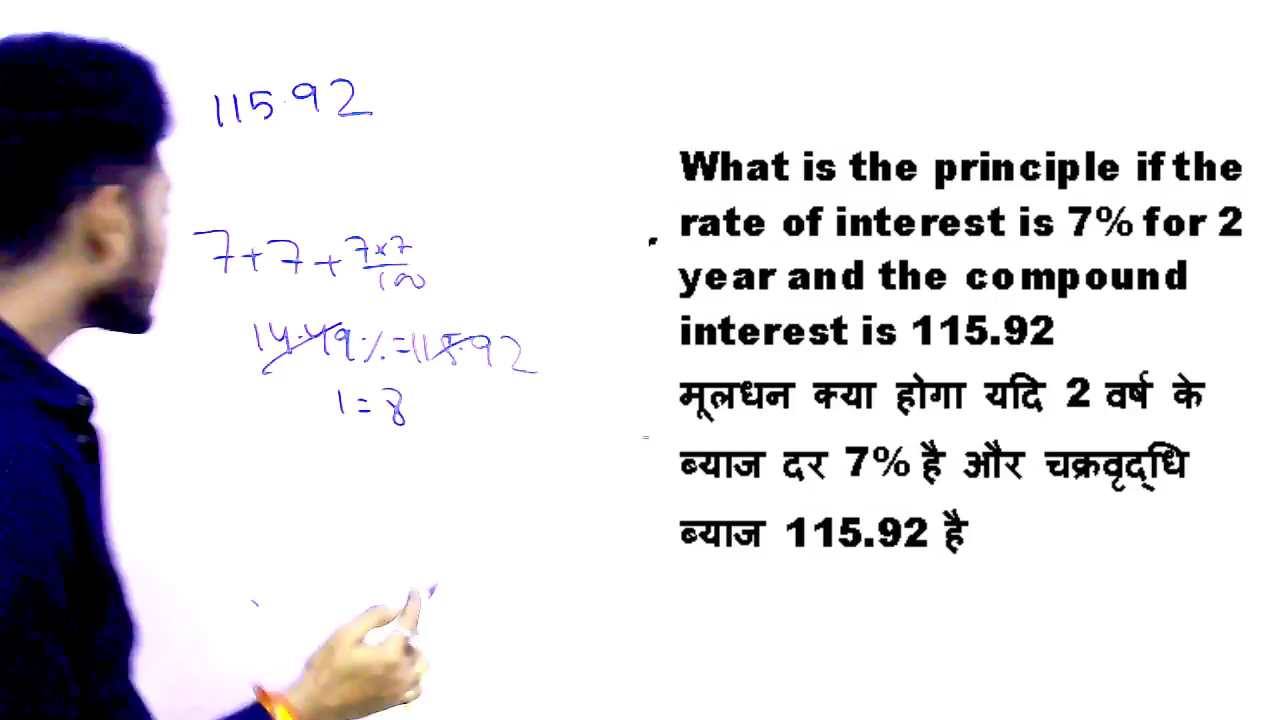 115.92
7+7+7×7/100
14.49%=115.92
1=8
What is the principle if the
rate of interest is 7% for 2
year and the compound
interest is 115.92
मूलधन क्या होगा यदि 2 वर्ष के
ब्याज दर 7% है और चक्रवृद्धि
ब्याज 115.92 है